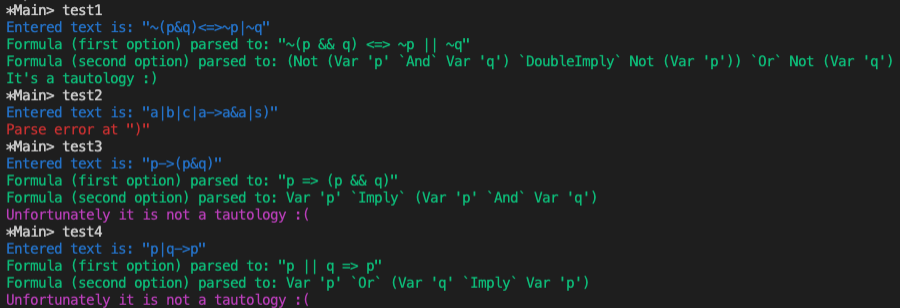 *Main> test1
Entered text is: "~(p&q)<=>~p|~q"
Formula (first option) parsed to: "~(p && q) <=> ~p || ~q"
Formula (second option) parsed to: (Not (Var 'p' `And` Var 'q') `DoubleImply` Not (Var 'p')) `Or` Not (Var 'q')
It's a tautology :)
*Main> test2
Entered text is: "a|b|c|a->a&a|s)"
Parse error at ")"
*Main> test3
Entered text is: "p->(p&q)"
Formula (first option) parsed to: "p => (p && q)"
Formula (second option) parsed to: Var 'p' `Imply` (Var 'p' `And` Var 'q')
Unfortunately it is not a tautology :(
*Main> test4
Entered text is: "p|q->p"
Formula (first option) parsed to: "p || q => p"
Formula (second option) parsed to: Var 'p' `Or` (Var 'q' `Imply` Var 'p')
Unfortunately it is not a tautology :(